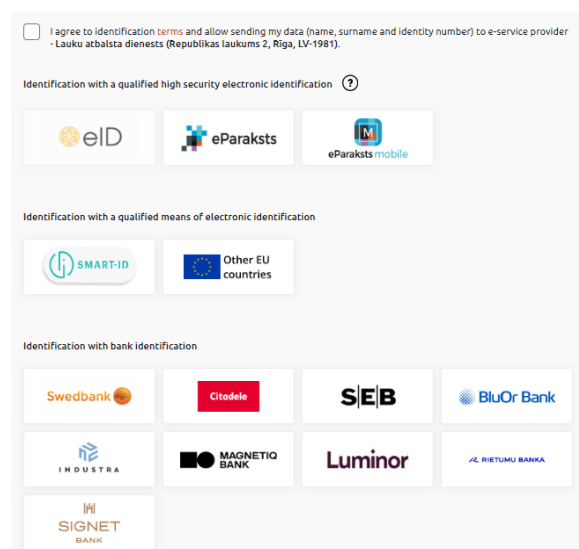 I agree to identification terms and allow sending my data (name, surname and identity number) to e-service provider
- Lauku atbalsta dienests (Republikas laukums 2, Rīga, LV-1981).
Identification with a qualified high security electronic identification ?
eID
eParaksts
M
eParaksts mobile
Identification with a qualified means of electronic identification
SMART-ID
Other EU
countries
Identification with bank identification
Swedbank
Citadele
S|E|B
BluOr Bank
INDUSTRA
MAGNETIQ
BANK
Luminor
RIETUMU BANKA
SIGNET
BANK